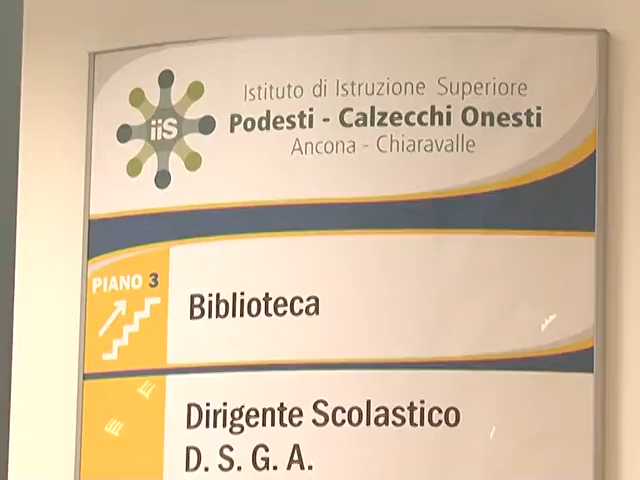 iiS
Istituto di Istruzione Superiore
Podesti - Calzecchi Onesti
Ancona - Chiaravalle
PIANO 3
Biblioteca
Dirigente Scolastico
D. S. G. A.